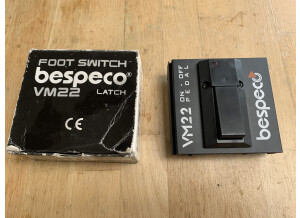 FOOT SWITCH
bespeco®
VM22 LATCH
CE
VM22 ON - OFF
PEDAL
bespeco